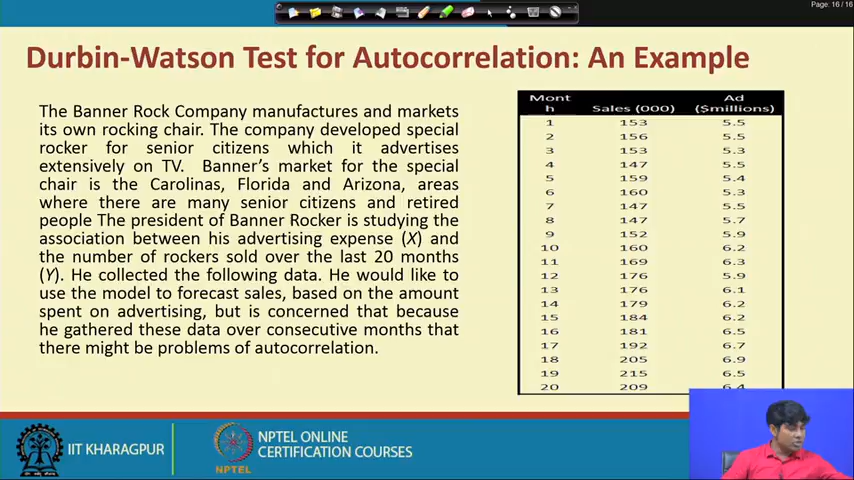 Page: 16 / 16
Durbin-Watson Test for Autocorrelation: An Example
The Banner Rock Company manufactures and markets
its own rocking chair. The company developed special
rocker for senior citizens which it advertises
extensively on TV. Banner's market for the special
chair is the Carolinas, Florida and Arizona, areas
where there are many senior citizens and retired
people The president of Banner Rocker is studying the
association between his advertising expense (X) and
the number of rockers sold over the last 20 months
(Y). He collected the following data. He would like to
use the model to forecast sales, based on the amount
spent on advertising, but is concerned that because
he gathered these data over consecutive months that
there might be problems of autocorrelation.
Mont
h Sales (000) Ad
($millions)
1 153 5.5
2 156 5.5
3 153 5.3
4 147 5.5
5 159 5.4
6 160 5.3
7 147 5.5
8 147 5.7
9 152 5.9
10 160 6.2
11 169 6.3
12 176 5.9
13 176 6.1
14 179 6.2
15 184 6.2
16 181 6.5
17 192 6.7
18 205 6.9
19 215 6.5
20 209 6.4
IIT KHARAGPUR
NPTEL
NPTEL ONLINE
CERTIFICATION COURSES